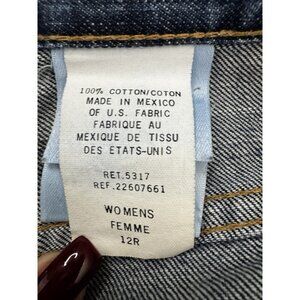 100% COTTON/COTON
MADE IN MEXICO
OF U.S. FABRIC
FABRIQUE AU
MEXIQUE DE TISSU
DES ETATS-UNIS
RET.5317
REF.22607661
WOMENS
FEMME
12R